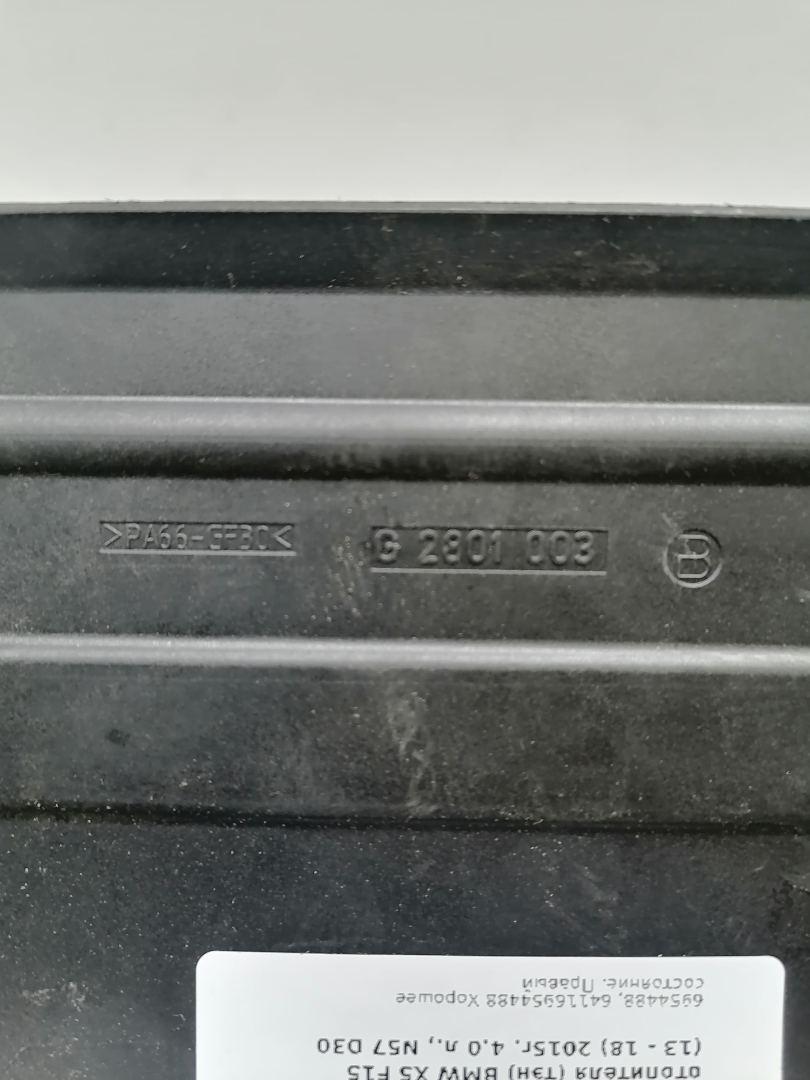 >PA66-GF30< G 2801 003 B
отопителя (тэн) BMW X5 F15
(13 - 18) 2015г. 4.0 л., N57 D30
6954488, 64116954488 Хорошее
состояние. Правый